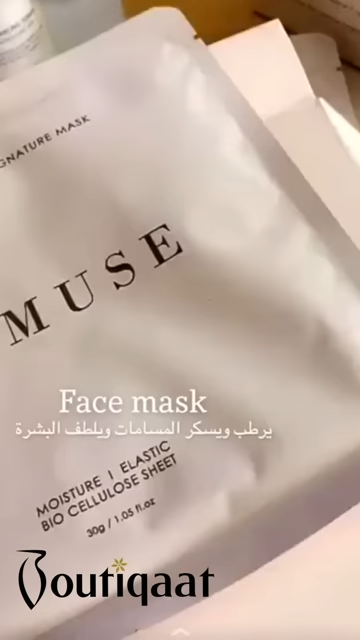 GNATURE MASK
MUSE
Face mask
يرطب ويسكر المسامات ويلطف البشرة
MOISTURE | ELASTIC
BIO CELLULOSE SHEET
30g / 1.05 fl.oz
Boutiqaat